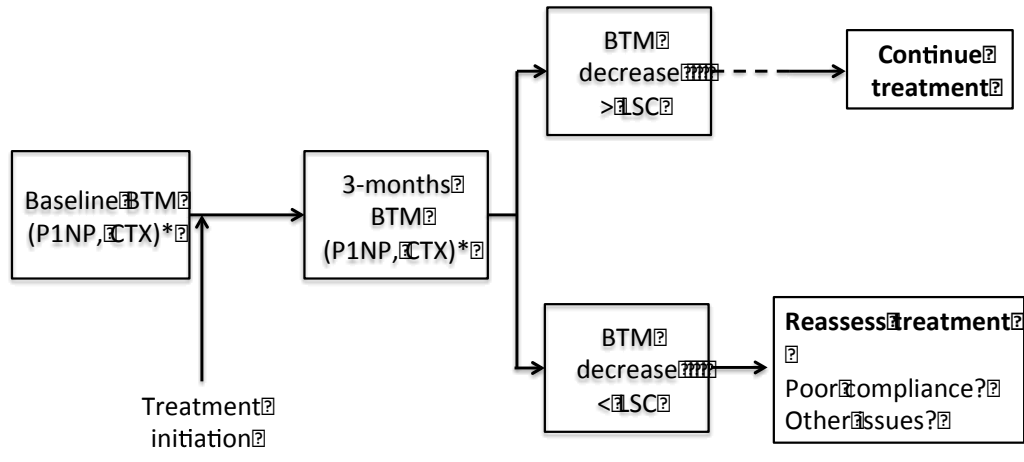 Baseline BTM
(P1NP, CTX)*
Treatment
initiation
3-months
BTM
(P1NP, CTX)*
BTM
decrease
> LSC
Continue
treatment
BTM
decrease
< LSC
Reassess treatment
Poor compliance?
Other issues?